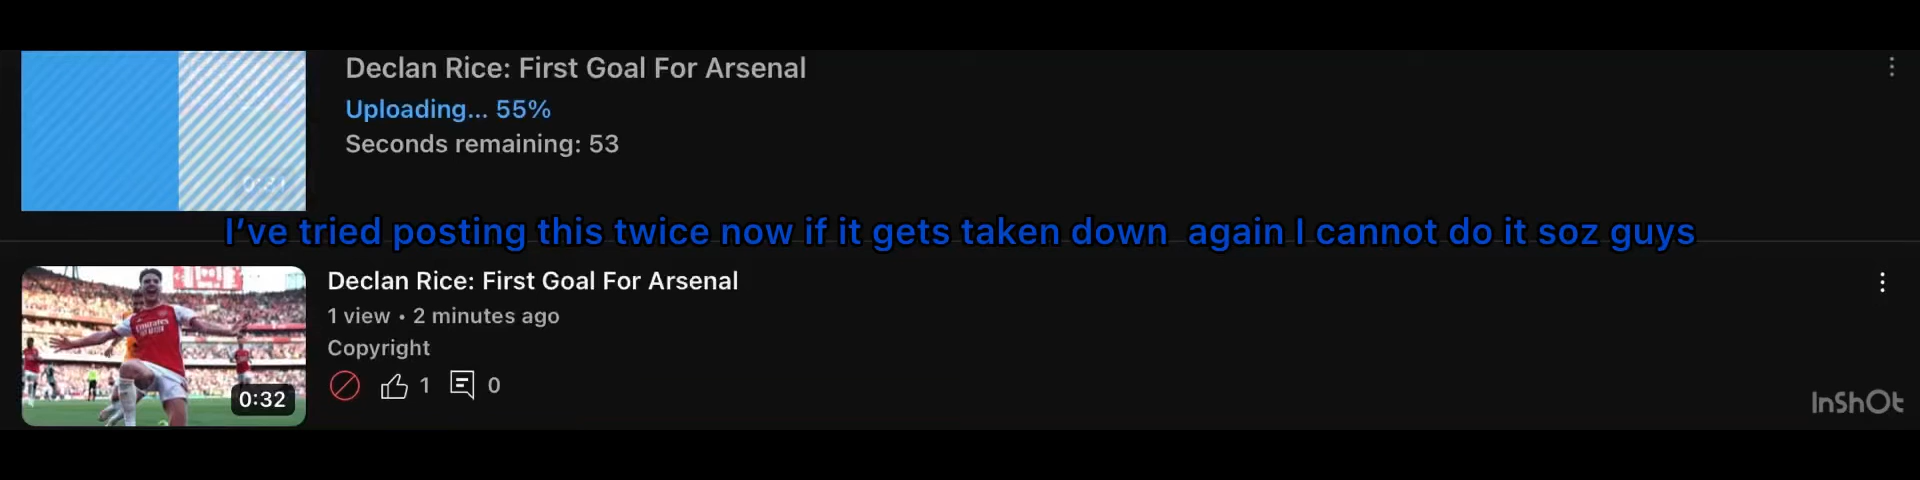 Declan Rice: First Goal For Arsenal
Uploading... 55%
Seconds remaining: 53
0:31
I've tried posting this twice now if it gets taken down  again I cannot do it soz guys
Declan Rice: First Goal For Arsenal
1 view • 2 minutes ago
Copyright
1 0
0:32
InShOt